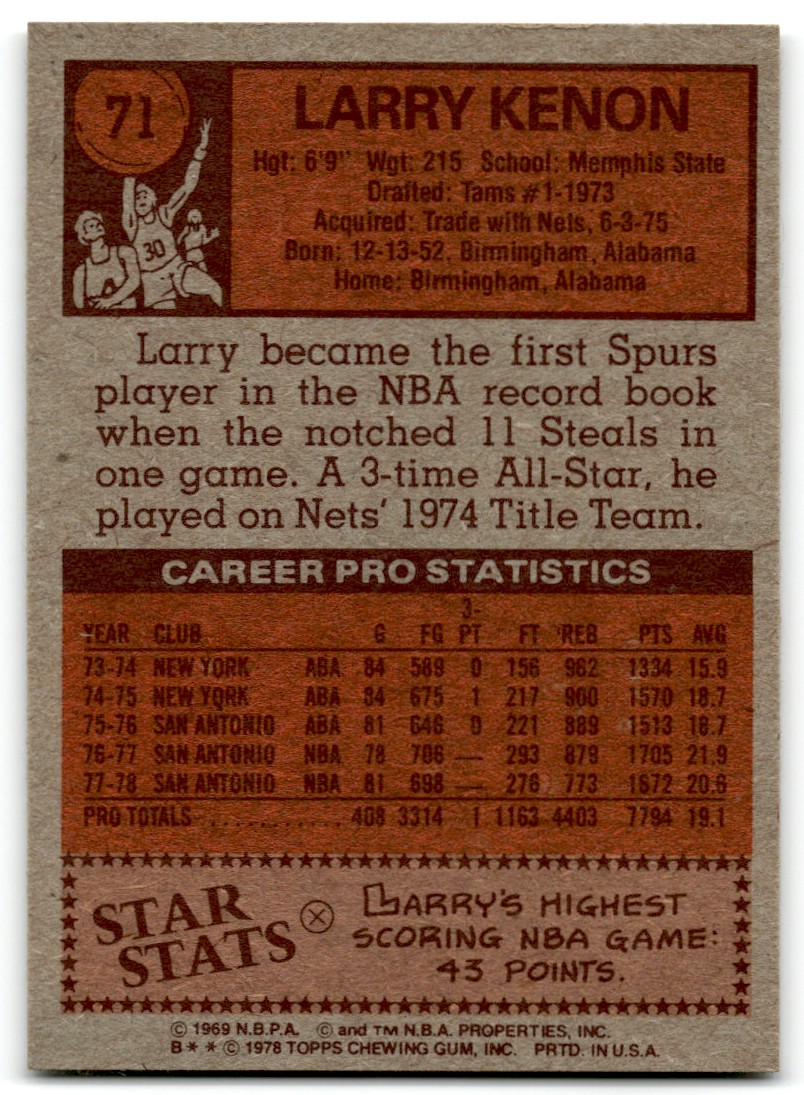 71
30
LARRY KENON
Hgt: 6'9" Wgt: 215 School: Memphis State
Drafted: Tams #1-1973
Acquired: Trade with Nets, 6-3-75
Born: 12-13-52, Birmingham, Alabama
Home: Birmingham, Alabama
Larry became the first Spurs
player in the NBA record book
when the notched 11 Steals in
one game. A 3-time All-Star, he
played on Nets' 1974 Title Team.
CAREER PRO STATISTICS
YEAR CLUB G FG 3-PT FT REB PTS AVG
73-74 NEW YORK ABA 84 589 0 156 962 1334 15.9
74-75 NEW YORK ABA 84 675 1 217 900 1570 18.7
75-76 SAN ANTONIO ABA 81 646 0 221 889 1513 18.7
76-77 SAN ANTONIO NBA 78 706 — 293 879 1705 21.9
77-78 SAN ANTONIO NBA 81 698 — 276 773 1672 20.6
PRO TOTALS ............ 408 3314 1 1163 4403 7794 19.1
STAR
STATS
LARRY'S HIGHEST
SCORING NBA GAME:
43 POINTS.
© 1969 N.B.P.A. © and TM N.B.A. PROPERTIES, INC.
B * * © 1978 TOPPS CHEWING GUM, INC. PRTD. IN U.S.A.